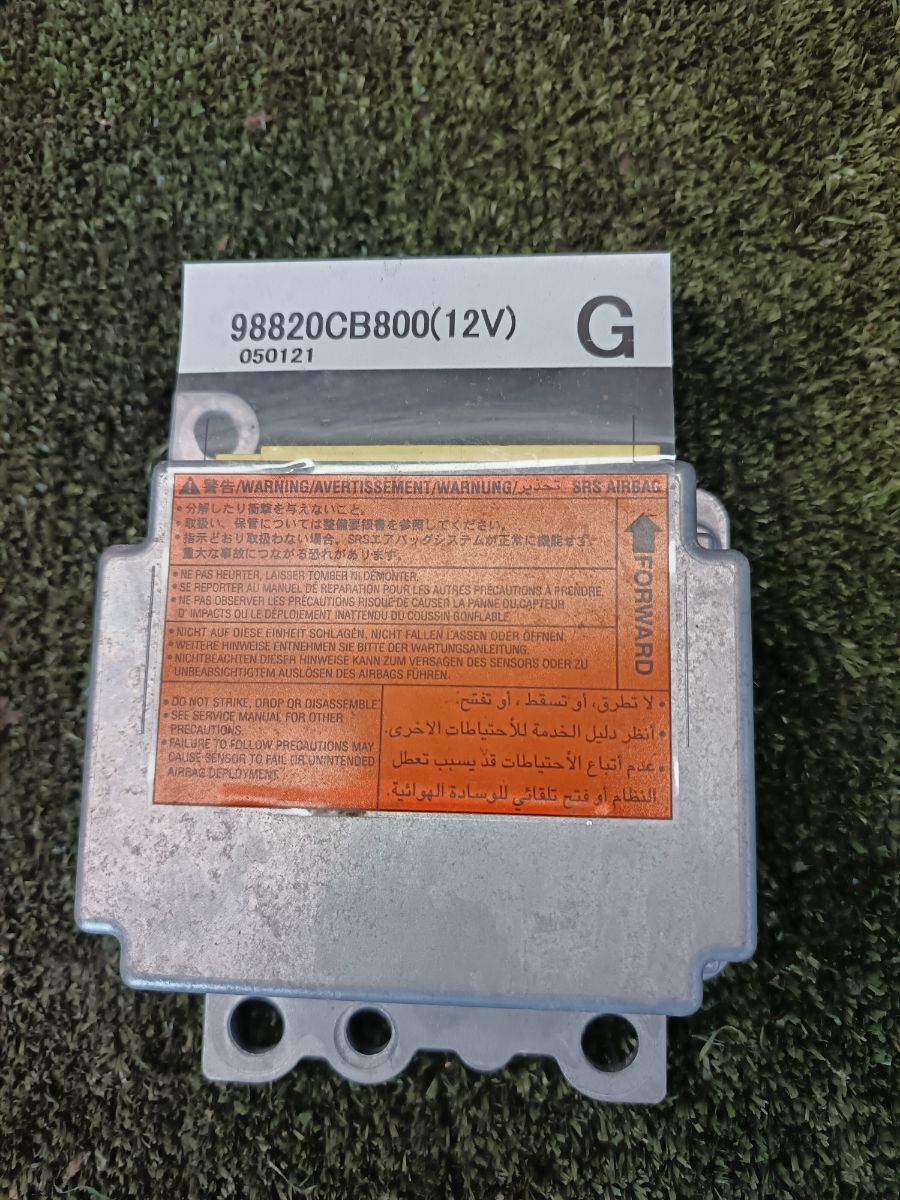 98820CB800(12V)
G
050121
警告/WARNING/AVERTISSEMENT/WARNUNG/تحذير SRS AIRBAG
・分解したり衝撃を与えないこと。
・取扱い、保管については整備要領書を参照してください。
・指示どおり取扱わない場合、SRSエアバッグシステムが正常に機能せず、
重大な事故につながる恐れがあります。
FORWARD
• NE PAS HEURTER, LAISSER TOMBER NI DÉMONTER.
• SE REPORTER AU MANUEL DE RÉPARATION POUR LES AUTRES PRÉCAUTIONS À PRENDRE.
• NE PAS OBSERVER LES PRÉCAUTIONS RISQUE DE CAUSER LA PANNE DU CAPTEUR
D' IMPACTS OU LE DÉPLOIEMENT INATTENDU DU COUSSIN GONFLABLE.
• NICHT AUF DIESE EINHEIT SCHLAGEN, NICHT FALLEN LASSEN ODER ÖFFNEN.
• WEITERE HINWEISE ENTNEHMEN SIE BITTE DER WARTUNGSANLEITUNG.
• NICHTBEACHTEN DIESER HINWEISE KANN ZUM VERSAGEN DES SENSORS ODER ZU
UNBEABSICHTIGTEM AUSLÖSEN DES AIRBAGS FÜHREN.
• DO NOT STRIKE, DROP OR DISASSEMBLE.
• SEE SERVICE MANUAL FOR OTHER
PRECAUTIONS.
• FAILURE TO FOLLOW PRECAUTIONS MAY
CAUSE SENSOR TO FAIL OR UNINTENDED
AIRBAG DEPLOYMENT.
• لا تطرق، أو تسقط، أو تفتح.
• أنظر دليل الخدمة للأحتياطات الاخرى.
• عدم أتباع الأحتياطات قد يسبب تعطل
النظام أو فتح تلقائي للوسادة الهوائية.